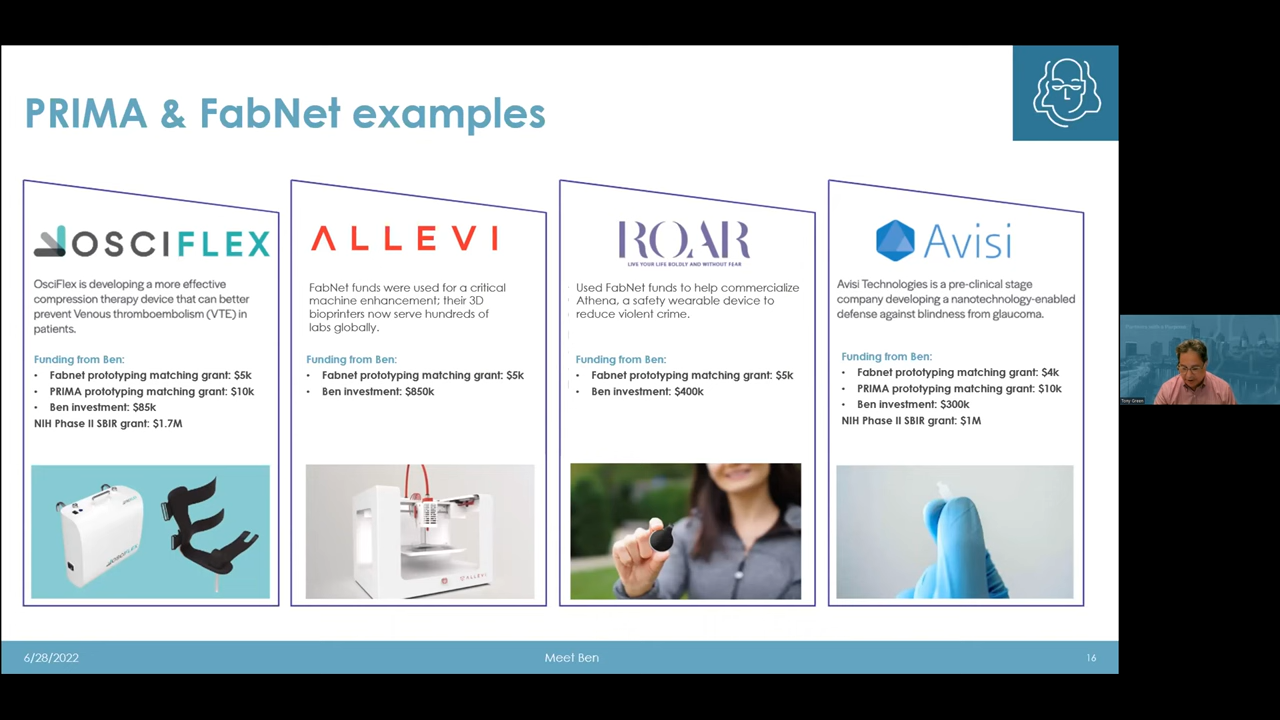 PRIMA & FabNet examples
OSCIFLEX
OsciFlex is developing a more effective
compression therapy device that can better
prevent Venous thromboembolism (VTE) in
patients.
Funding from Ben:
• Fabnet prototyping matching grant: $5k
• PRIMA prototyping matching grant: $10k
• Ben investment: $85k
NIH Phase II SBIR grant: $1.7M
OSCIFLEX
ALLEVI
FabNet funds were used for a critical
machine enhancement; their 3D
bioprinters now serve hundreds of
labs globally.
Funding from Ben:
• Fabnet prototyping matching grant: $5k
• Ben investment: $850k
ALLEVI
ROAR
LIVE YOUR LIFE BOLDLY AND WITHOUT FEAR
Used FabNet funds to help commercialize
Athena, a safety wearable device to
reduce violent crime.
Funding from Ben:
• Fabnet prototyping matching grant: $5k
• Ben investment: $400k
Avisi
Avisi Technologies is a pre-clinical stage
company developing a nanotechnology-enabled
defense against blindness from glaucoma.
Funding from Ben:
• Fabnet prototyping matching grant: $4k
• PRIMA prototyping matching grant: $10k
• Ben investment: $300k
NIH Phase II SBIR grant: $1M
6/28/2022
Meet Ben
16
Tony Green